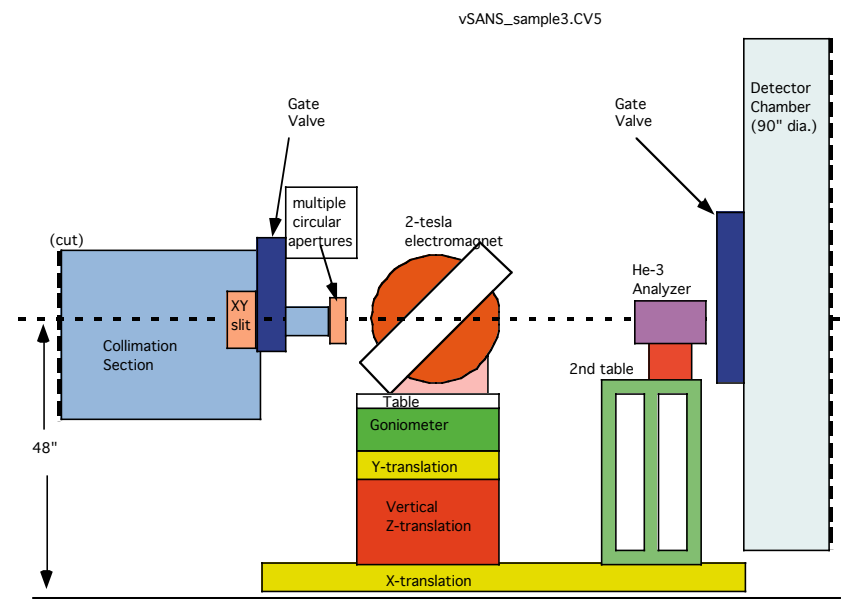 vSANS_sample3.CV5
Detector
Chamber
(90" dia.)
Gate
Valve
Gate
Valve
multiple
circular
apertures
2-tesla
electromagnet
(cut)
He-3
Analyzer
XY
slit
Collimation
Section
2nd table
Table
Goniometer
48"
Y-translation
Vertical
Z-translation
X-translation